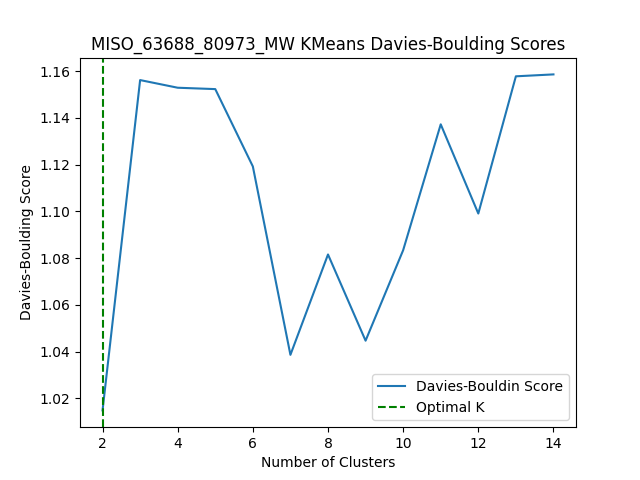 MISO_63688_80973_MW KMeans Davies-Boulding Scores
1.16
1.14
1.12
1.10
1.08
1.06
1.04
1.02
Davies-Boulding Score
Davies-Bouldin Score
Optimal K
2 4 6 8 10 12 14
Number of Clusters